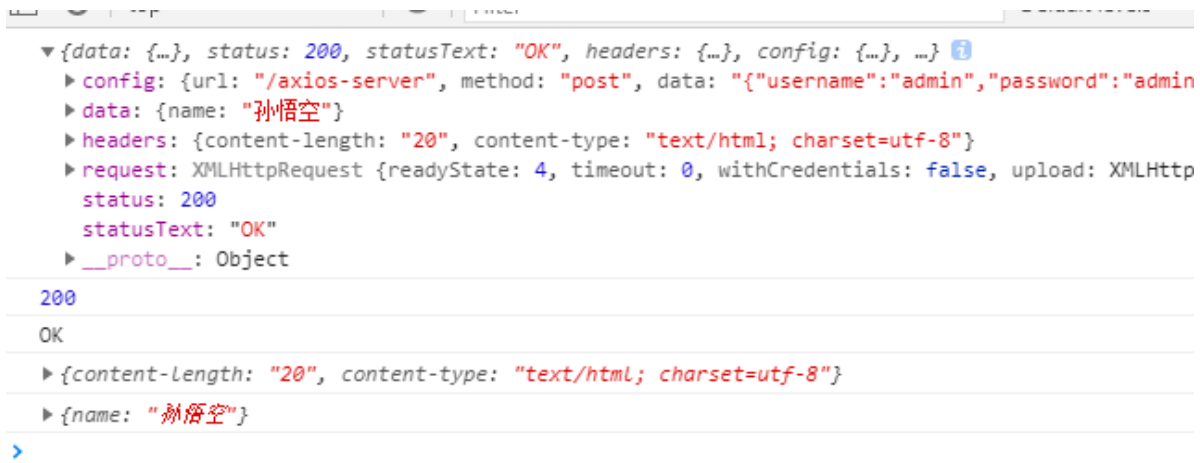 ▼{data: {…}, status: 200, statusText: "OK", headers: {…}, config: {…}, …} i
▶config: {url: "/axios-server", method: "post", data: "{"username":"admin","password":"admin
▶data: {name: "孙悟空"}
▶headers: {content-length: "20", content-type: "text/html; charset=utf-8"}
▶request: XMLHttpRequest {readyState: 4, timeout: 0, withCredentials: false, upload: XMLHttp
status: 200
statusText: "OK"
▶__proto__: Object
200
OK
▶{content-length: "20", content-type: "text/html; charset=utf-8"}
▶{name: "孙悟空"}
>